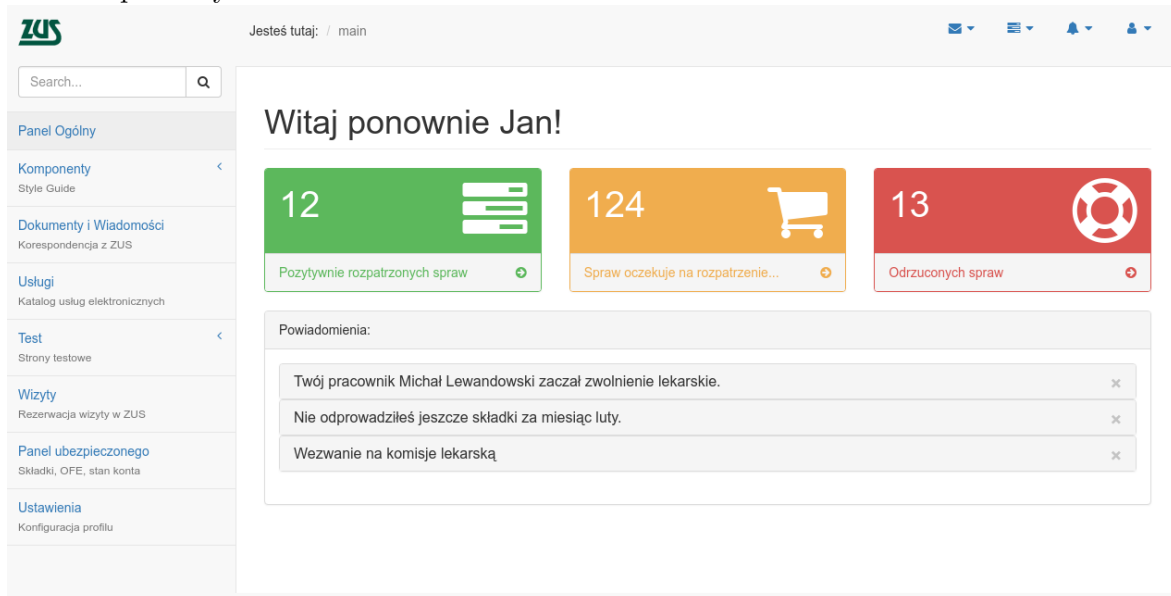 ZUS
Jesteś tutaj: / main
Search...
Panel Ogólny
Komponenty
Style Guide
Dokumenty i Wiadomości
Korespondencja z ZUS
Usługi
Katalog usług elektronicznych
Test
Strony testowe
Wizyty
Rezerwacja wizyty w ZUS
Panel ubezpieczonego
Składki, OFE, stan konta
Ustawienia
Konfiguracja profilu
Witaj ponownie Jan!
12
Pozytywnie rozpatrzonych spraw
124
Spraw oczekuje na rozpatrzenie...
13
Odrzuconych spraw
Powiadomienia:
Twój pracownik Michał Lewandowski zaczał zwolnienie lekarskie.
Nie odprowadziłeś jeszcze składki za miesiąc luty.
Wezwanie na komisje lekarską